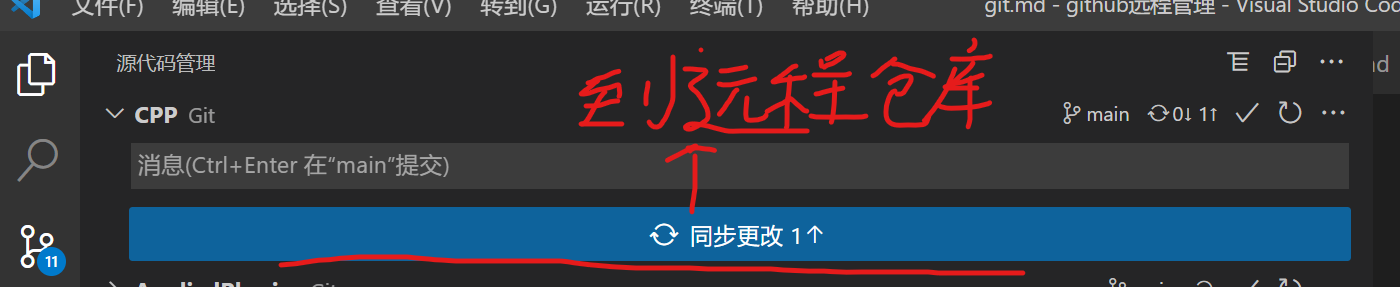 文件(F) 编辑(E) 选择(S) 查看(V) 转到(G) 运行(R) 终端(T) 帮助(H) git.md - github远程管理 - Visual Studio Cod
源代码管理
到远程仓库
CPP Git main 0↓ 1↑
消息(Ctrl+Enter 在“main”提交)
同步更改 1↑
11